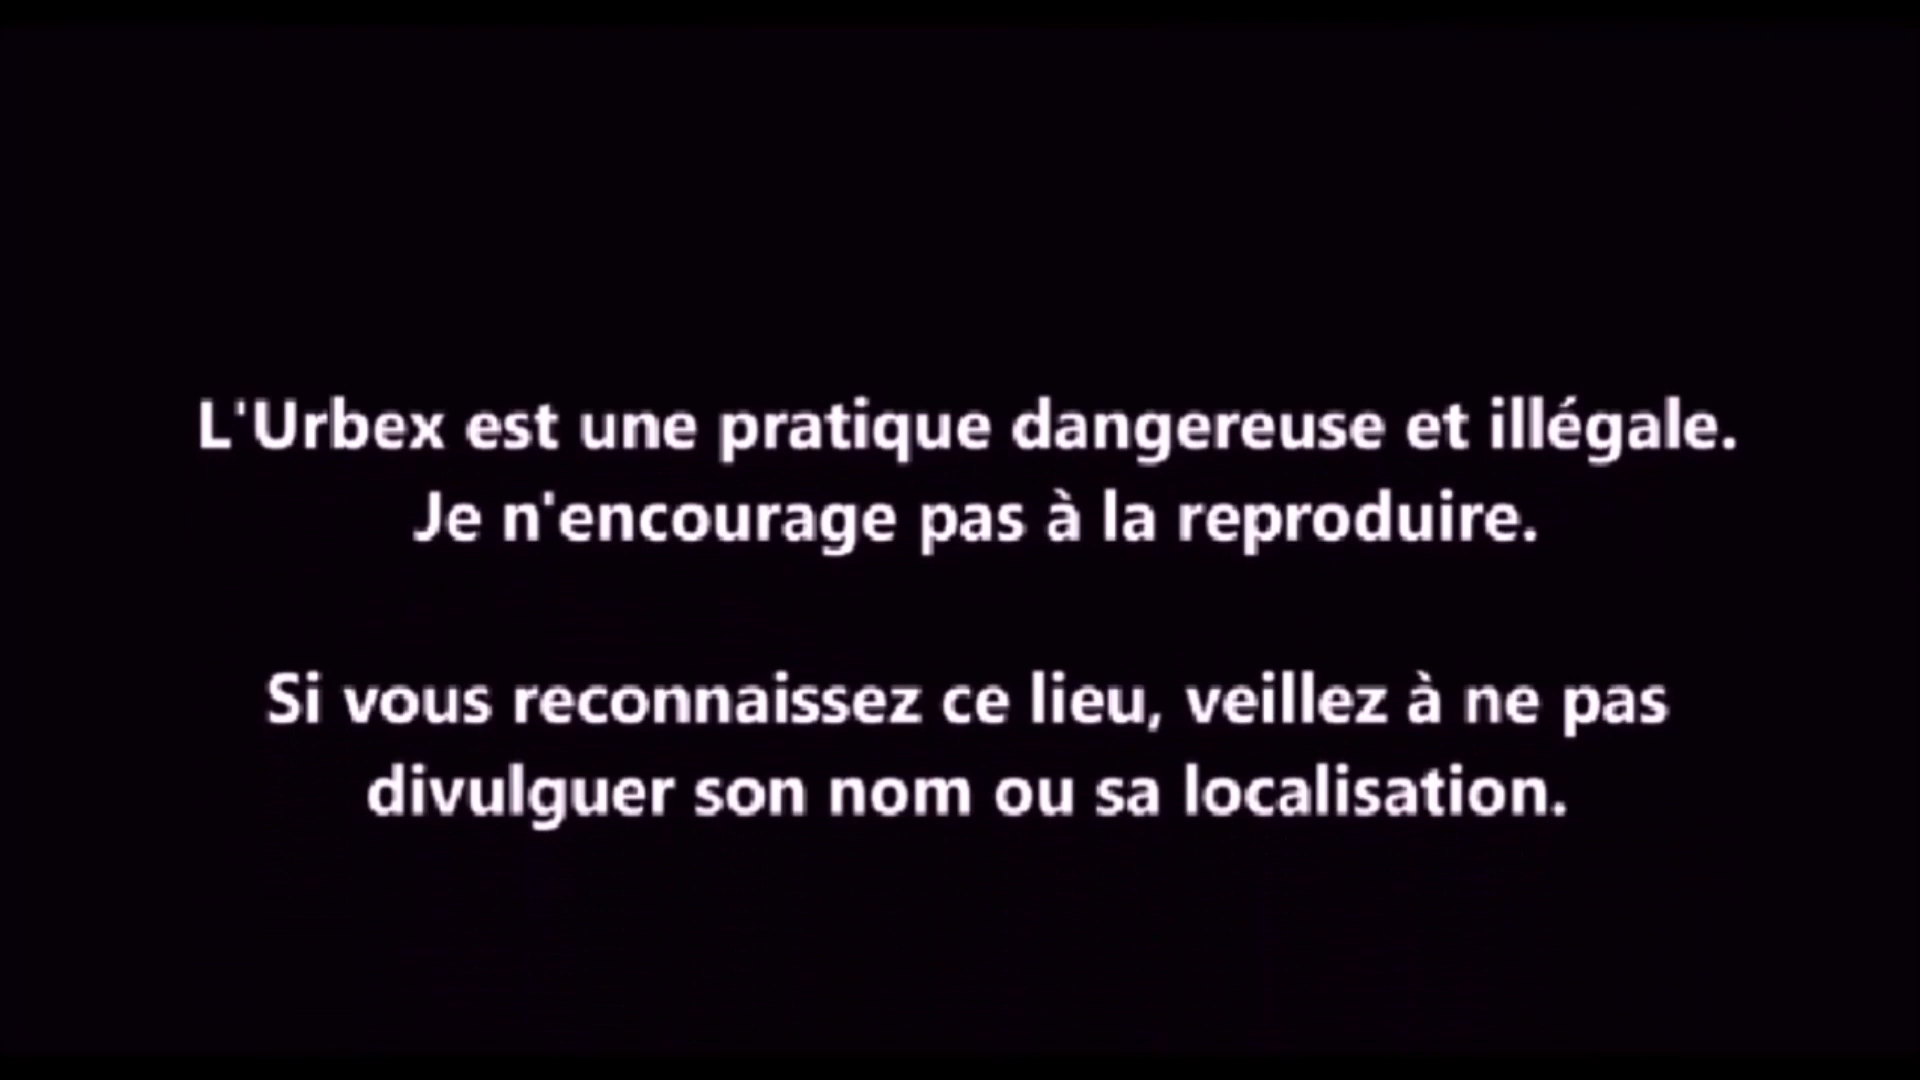 L'Urbex est une pratique dangereuse et illégale.
Je n'encourage pas à la reproduire.
Si vous reconnaissez ce lieu, veillez à ne pas
divulguer son nom ou sa localisation.